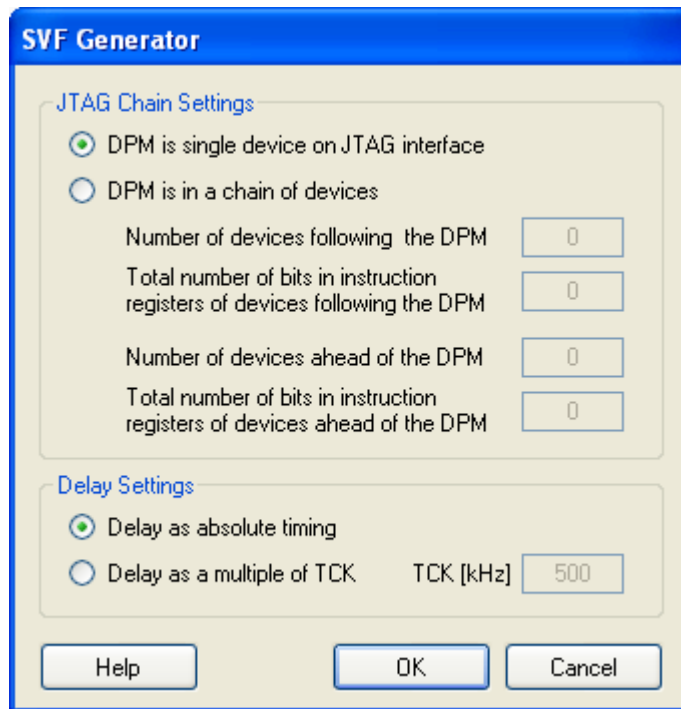 SVF Generator
JTAG Chain Settings
DPM is single device on JTAG interface
DPM is in a chain of devices
Number of devices following  the DPM 0
Total number of bits in instruction
registers of devices following the DPM 0
Number of devices ahead of the DPM 0
Total number of bits in instruction
registers of devices ahead of the DPM 0
Delay Settings
Delay as absolute timing
Delay as a multiple of TCK TCK [kHz] 500
Help OK Cancel